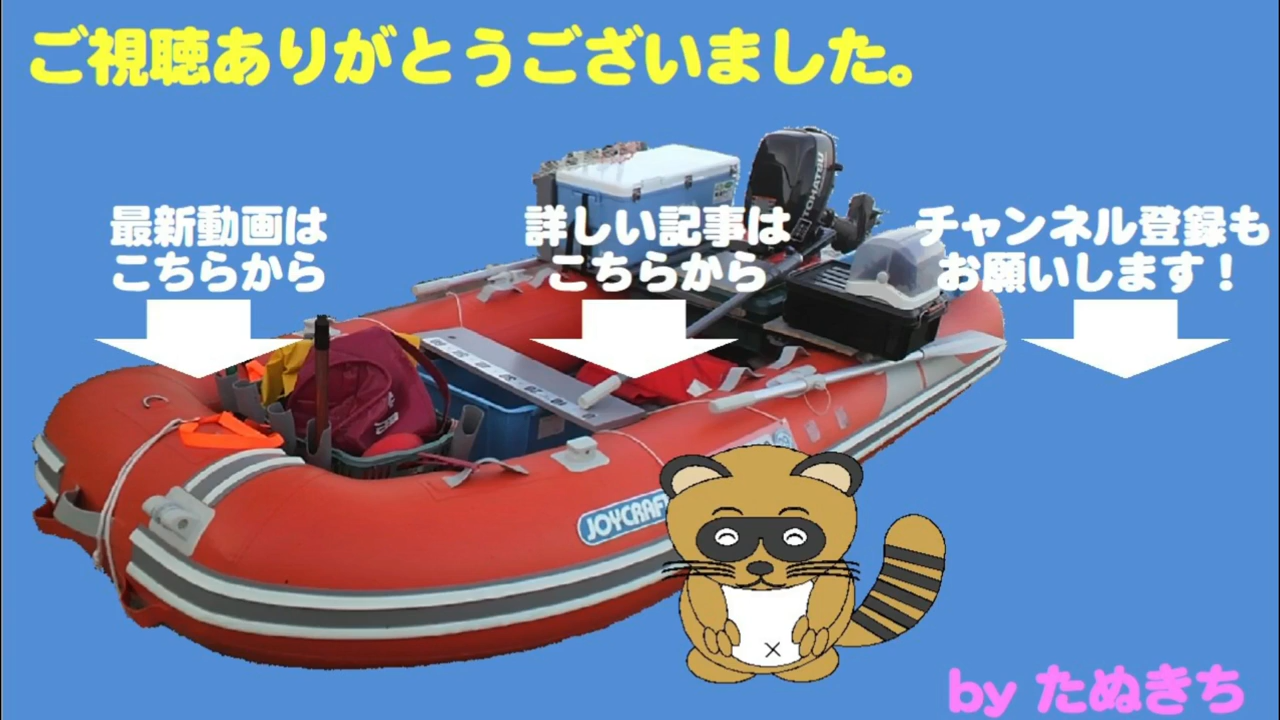 ご視聴ありがとうございました。
最新動画は
こちらから
詳しい記事は
こちらから
チャンネル登録も
お願いします！
TOHATSU
JOYCRAFT
by たぬきち